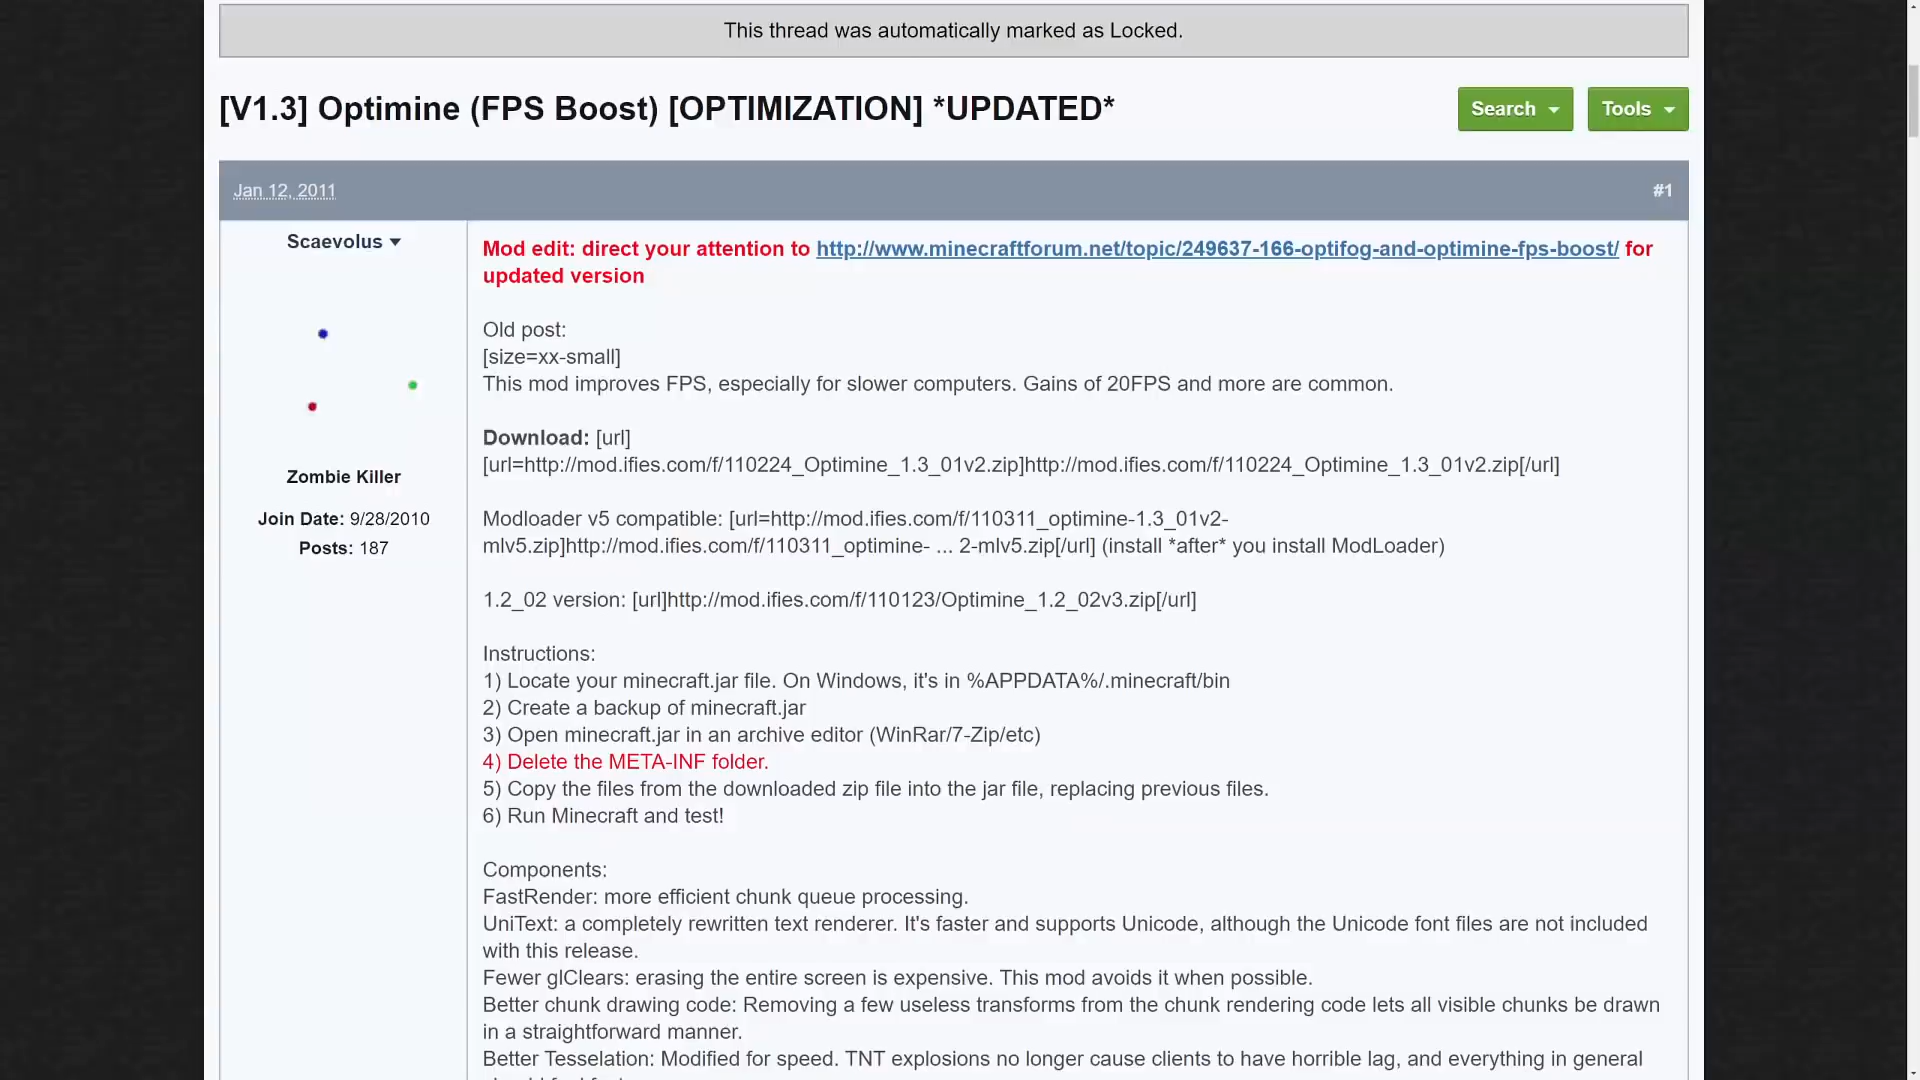 This thread was automatically marked as Locked.
[V1.3] Optimine (FPS Boost) [OPTIMIZATION] *UPDATED*
Search
Tools
Jan 12, 2011
#1
Scaevolus
Zombie Killer
Join Date: 9/28/2010
Posts: 187
Mod edit: direct your attention to http://www.minecraftforum.net/topic/249637-166-optifog-and-optimine-fps-boost/ for
updated version
Old post:
[size=xx-small]
This mod improves FPS, especially for slower computers. Gains of 20FPS and more are common.
Download: [url]
[url=http://mod.ifies.com/f/110224_Optimine_1.3_01v2.zip]http://mod.ifies.com/f/110224_Optimine_1.3_01v2.zip[/url]
Modloader v5 compatible: [url=http://mod.ifies.com/f/110311_optimine-1.3_01v2-
mlv5.zip]http://mod.ifies.com/f/110311_optimine- ... 2-mlv5.zip[/url] (install *after* you install ModLoader)
1.2_02 version: [url]http://mod.ifies.com/f/110123/Optimine_1.2_02v3.zip[/url]
Instructions:
1) Locate your minecraft.jar file. On Windows, it's in %APPDATA%/.minecraft/bin
2) Create a backup of minecraft.jar
3) Open minecraft.jar in an archive editor (WinRar/7-Zip/etc)
4) Delete the META-INF folder.
5) Copy the files from the downloaded zip file into the jar file, replacing previous files.
6) Run Minecraft and test!
Components:
FastRender: more efficient chunk queue processing.
UniText: a completely rewritten text renderer. It's faster and supports Unicode, although the Unicode font files are not included
with this release.
Fewer glClears: erasing the entire screen is expensive. This mod avoids it when possible.
Better chunk drawing code: Removing a few useless transforms from the chunk rendering code lets all visible chunks be drawn
in a straightforward manner.
Better Tesselation: Modified for speed. TNT explosions no longer cause clients to have horrible lag, and everything in general